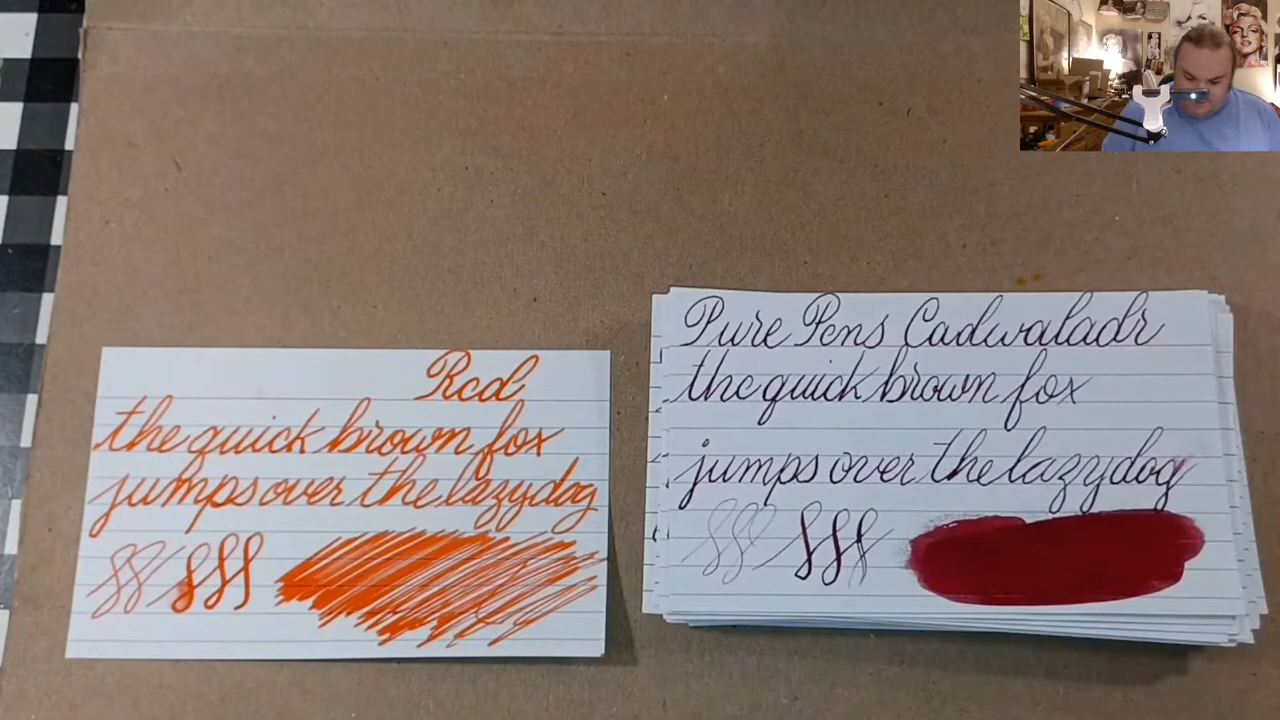 Red
the quick brown fox
jumps over the lazy dog
Pure Pens Cadwaladr
the quick brown fox
jumps over the lazy dog